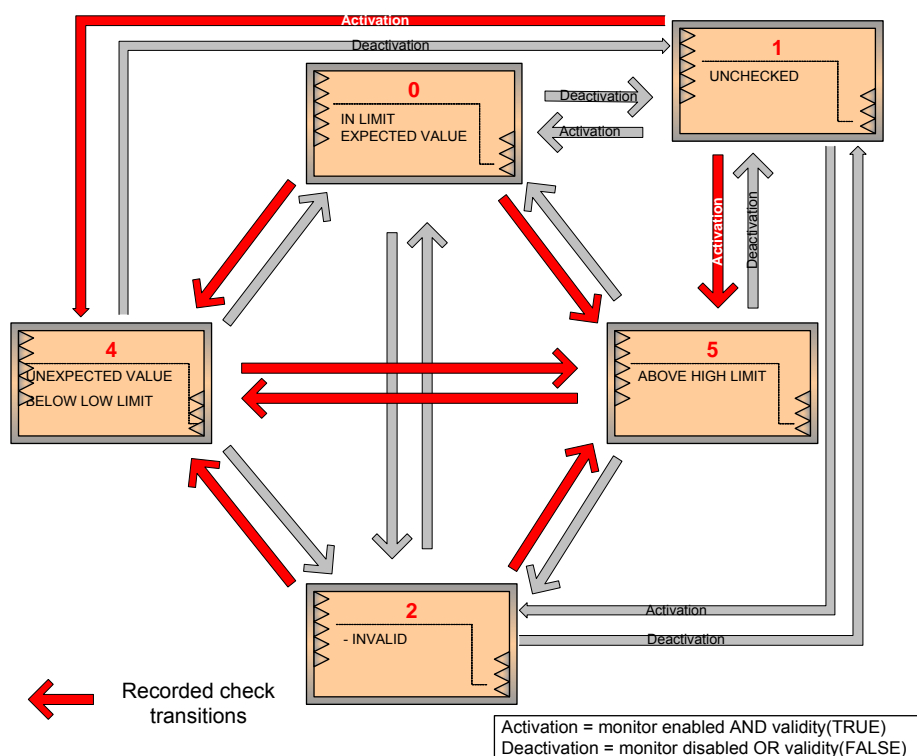 Activation
Deactivation
1
UNCHECKED
0
IN LIMIT
EXPECTED VALUE
Deactivation
Activation
Activation
Deactivation
4
UNEXPECTED VALUE
BELOW LOW LIMIT
5
ABOVE HIGH LIMIT
2
- INVALID
Activation
Deactivation
Recorded check
transitions
Activation = monitor enabled AND validity(TRUE)
Deactivation = monitor disabled OR validity(FALSE)